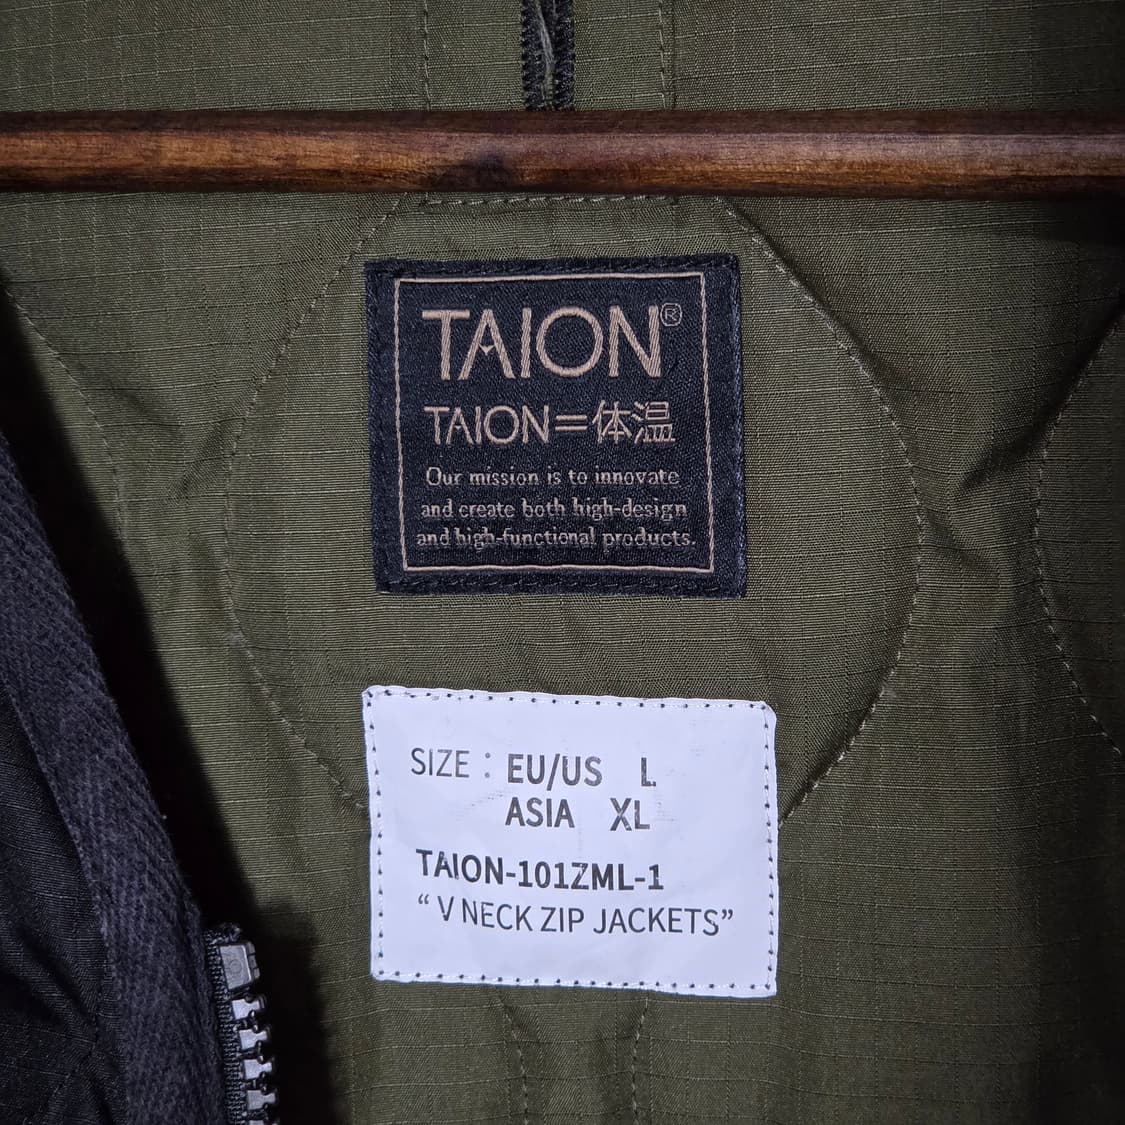 TAION®
TAION=体温
Our mission is to innovate
and create both high-design
and high-functional products.
SIZE : EU/US L
ASIA XL
TAION-101ZML-1
“ V NECK ZIP JACKETS”